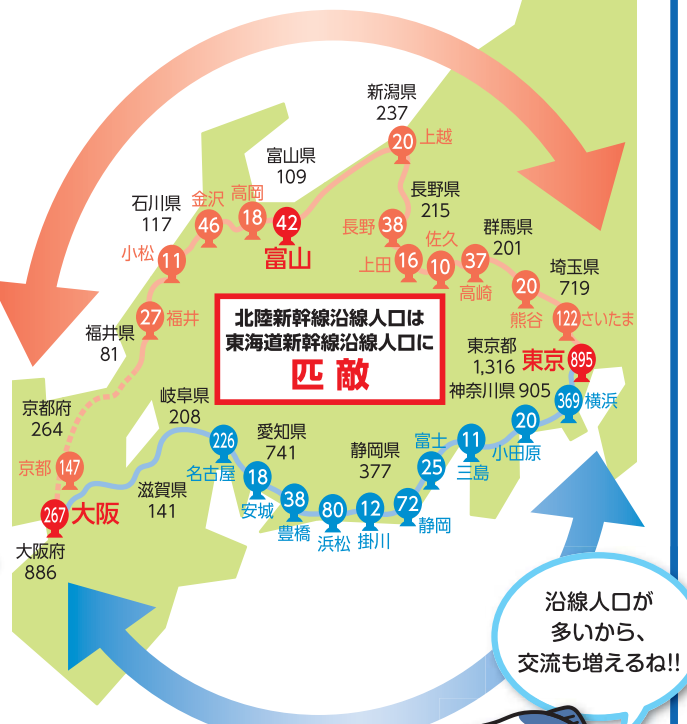 新潟県
237
20
上越
富山県
109
長野県
215
石川県
117
金沢
高岡
46
18
42
富山
長野
38
群馬県
201
小松
11
上田
16
佐久
10
37
高崎
埼玉県
719
20
熊谷
122
さいたま
27
福井
福井県
81
北陸新幹線沿線人口は
東海道新幹線沿線人口に
匹敵
東京都
1,316
東京
895
神奈川県 905
369
横浜
京都府
264
岐阜県
208
226
名古屋
愛知県
741
静岡県
377
富士
25
11
三島
20
小田原
京都
147
滋賀県
141
18
安城
38
豊橋
80
浜松
12
掛川
72
静岡
267
大阪
大阪府
886
沿線人口が
多いから、
交流も増えるね!!